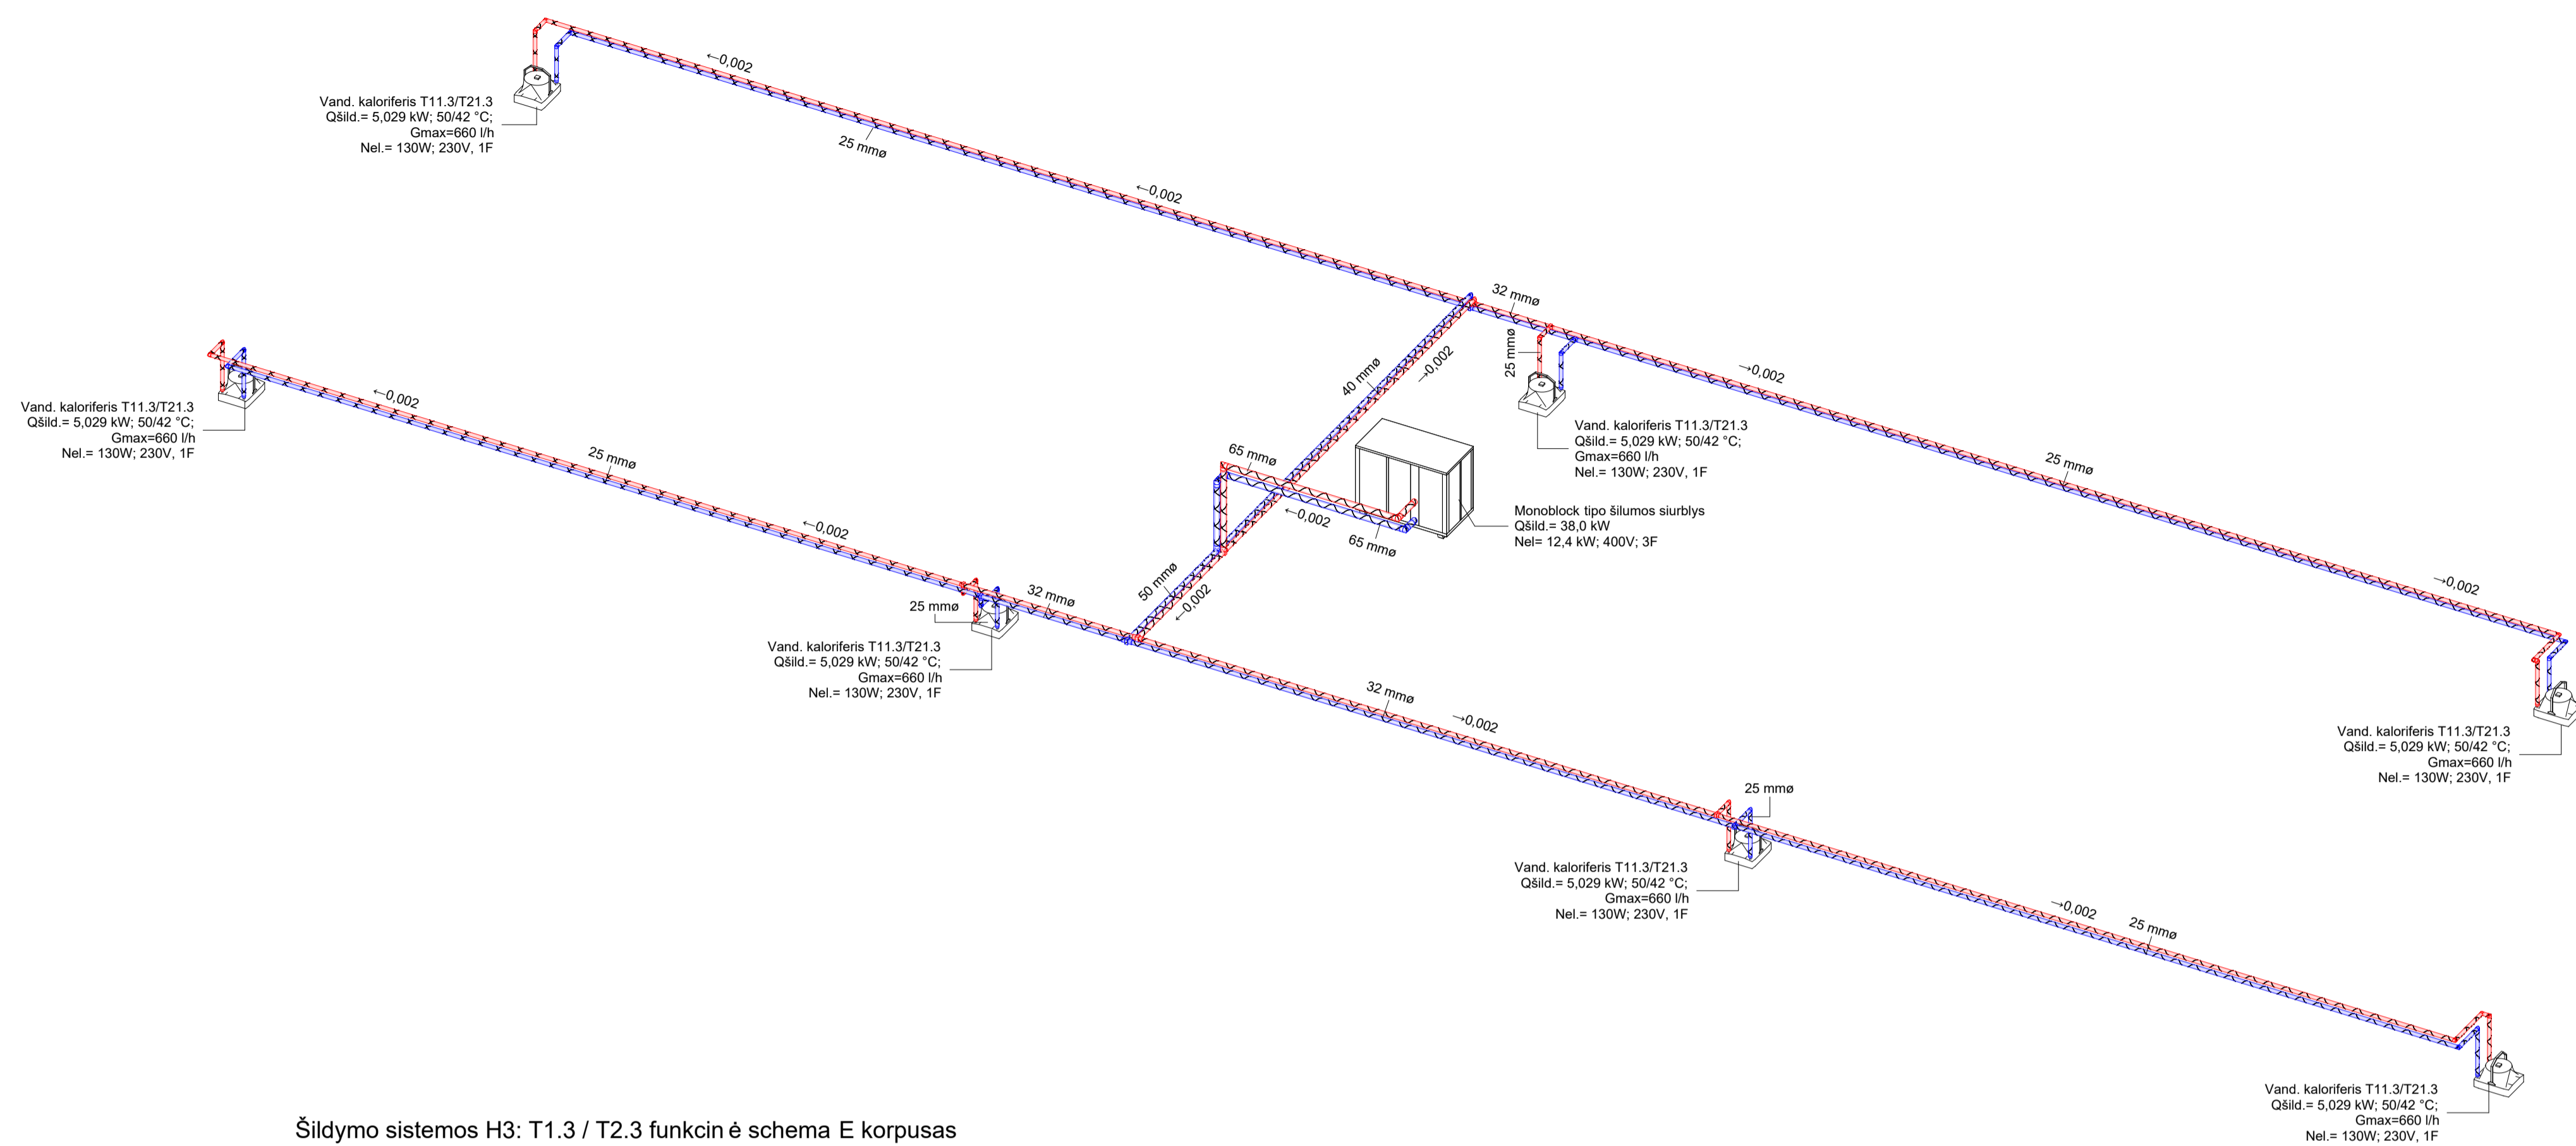 ←0,002
Vand. kaloriferis T11.3/T21.3
Qšild.= 5,029 kW; 50/42 °C;
Gmax=660 l/h
Nel.= 130W; 230V, 1F
25 mmø
←0,002
32 mmø
25 mmø
→0,002
40 mmø
→0,002
Vand. kaloriferis T11.3/T21.3
Qšild.= 5,029 kW; 50/42 °C;
Gmax=660 l/h
Nel.= 130W; 230V, 1F
←0,002
Vand. kaloriferis T11.3/T21.3
Qšild.= 5,029 kW; 50/42 °C;
Gmax=660 l/h
Nel.= 130W; 230V, 1F
25 mmø
65 mmø
25 mmø
←0,002
65 mmø
Monoblock tipo šilumos siurblys
Qšild.= 38,0 kW
Nel= 12,4 kW; 400V; 3F
←0,002
50 mmø
←0,002
→0,002
25 mmø
32 mmø
Vand. kaloriferis T11.3/T21.3
Qšild.= 5,029 kW; 50/42 °C;
Gmax=660 l/h
Nel.= 130W; 230V, 1F
32 mmø
→0,002
Vand. kaloriferis T11.3/T21.3
Qšild.= 5,029 kW; 50/42 °C;
Gmax=660 l/h
Nel.= 130W; 230V, 1F
25 mmø
Vand. kaloriferis T11.3/T21.3
Qšild.= 5,029 kW; 50/42 °C;
Gmax=660 l/h
Nel.= 130W; 230V, 1F
→0,002
25 mmø
Vand. kaloriferis T11.3/T21.3
Qšild.= 5,029 kW; 50/42 °C;
Gmax=660 l/h
Nel.= 130W; 230V, 1F
Šildymo sistemos H3: T1.3 / T2.3 funkcinė schema E korpusas